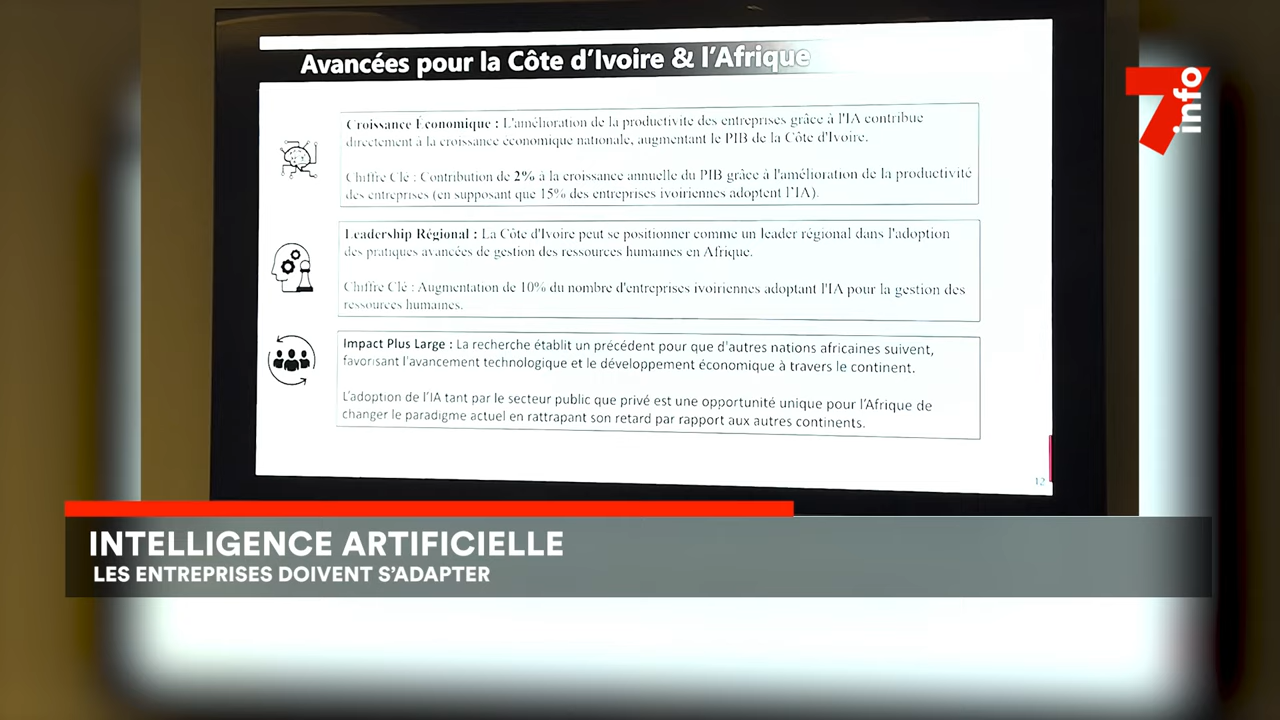 Avancées pour la Côte d'Ivoire & l'Afrique
7info
Croissance Économique : L'amélioration de la productivité des entreprises grâce à l'IA contribue
directement à la croissance économique nationale, augmentant le PIB de la Côte d'Ivoire.
Chiffre Clé : Contribution de 2% à la croissance annuelle du PIB grâce à l'amélioration de la productivité
des entreprises (en supposant que 15% des entreprises ivoiriennes adoptent l'IA).
Leadership Régional : La Côte d'Ivoire peut se positionner comme un leader régional dans l'adoption
des pratiques avancées de gestion des ressources humaines en Afrique.
Chiffre Clé : Augmentation de 10% du nombre d'entreprises ivoiriennes adoptant l'IA pour la gestion des
ressources humaines.
Impact Plus Large : La recherche établit un précédent pour que d'autres nations africaines suivent,
favorisant l'avancement technologique et le développement économique à travers le continent.
L'adoption de l'IA tant par le secteur public que privé est une opportunité unique pour l'Afrique de
changer le paradigme actuel en rattrapant son retard par rapport aux autres continents.
12
INTELLIGENCE ARTIFICIELLE
LES ENTREPRISES DOIVENT S'ADAPTER